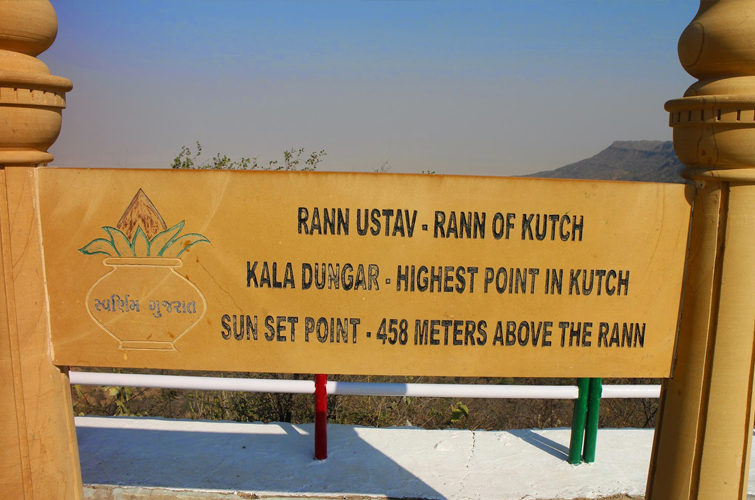 RANN USTAV - RANN OF KUTCH
KALA DUNGAR - HIGHEST POINT IN KUTCH
SUN SET POINT - 458 METERS ABOVE THE RANN
સ્વર્ણિમ ગુજરાત